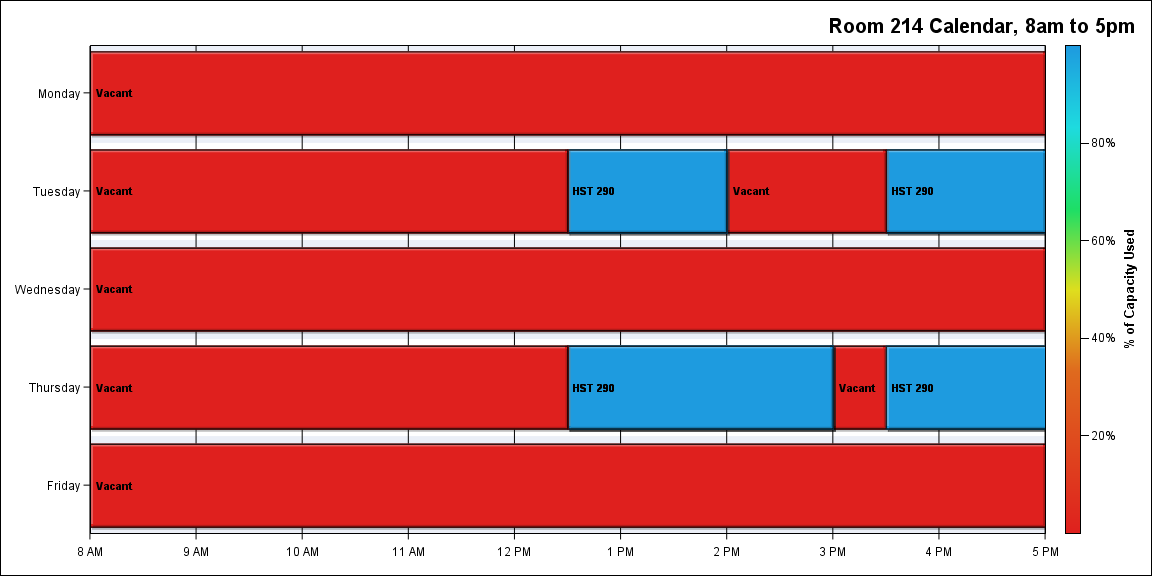 Room 214 Calendar, 8am to 5pm
Monday
Vacant
Tuesday
Vacant
HST 290
Vacant
HST 290
Wednesday
Vacant
Thursday
Vacant
HST 290
Vacant
HST 290
Friday
Vacant
8 AM
9 AM
10 AM
11 AM
12 PM
1 PM
2 PM
3 PM
4 PM
5 PM
80%
60%
40%
20%
% of Capacity Used